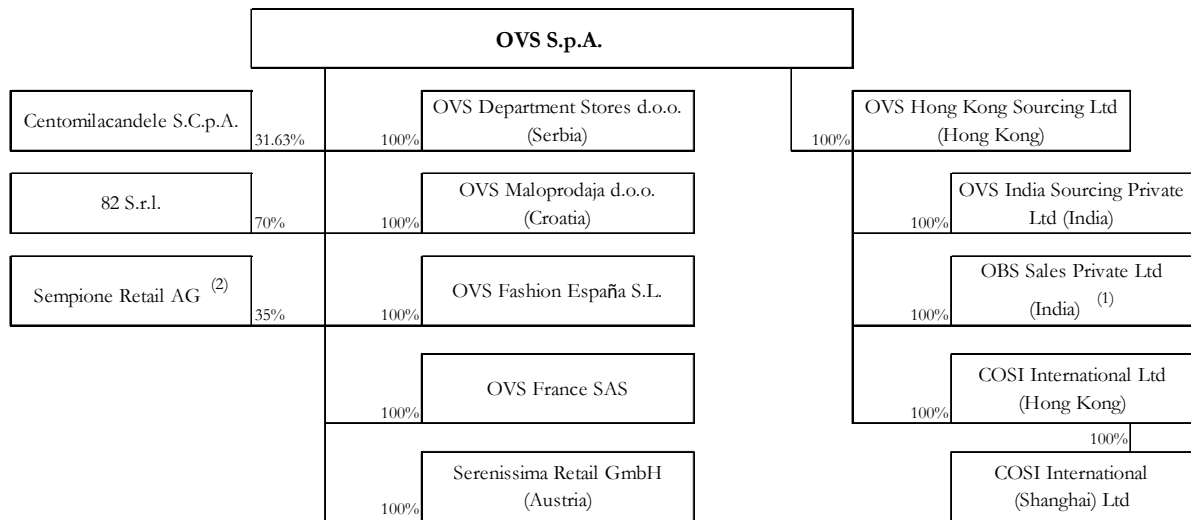 OVS S.p.A.
Centomilacandele S.C.p.A.
31.63%
82 S.r.l.
70%
Sempione Retail AG (2)
35%
100%
OVS Department Stores d.o.o.
(Serbia)
100%
OVS Maloprodaja d.o.o.
(Croatia)
100%
OVS Fashion España S.L.
100%
OVS France SAS
100%
Serenissima Retail GmbH
(Austria)
100%
OVS Hong Kong Sourcing Ltd
(Hong Kong)
100%
OVS India Sourcing Private
Ltd (India)
100%
OBS Sales Private Ltd
(India) (1)
100%
COSI International Ltd
(Hong Kong)
100%
COSI International
(Shanghai) Ltd